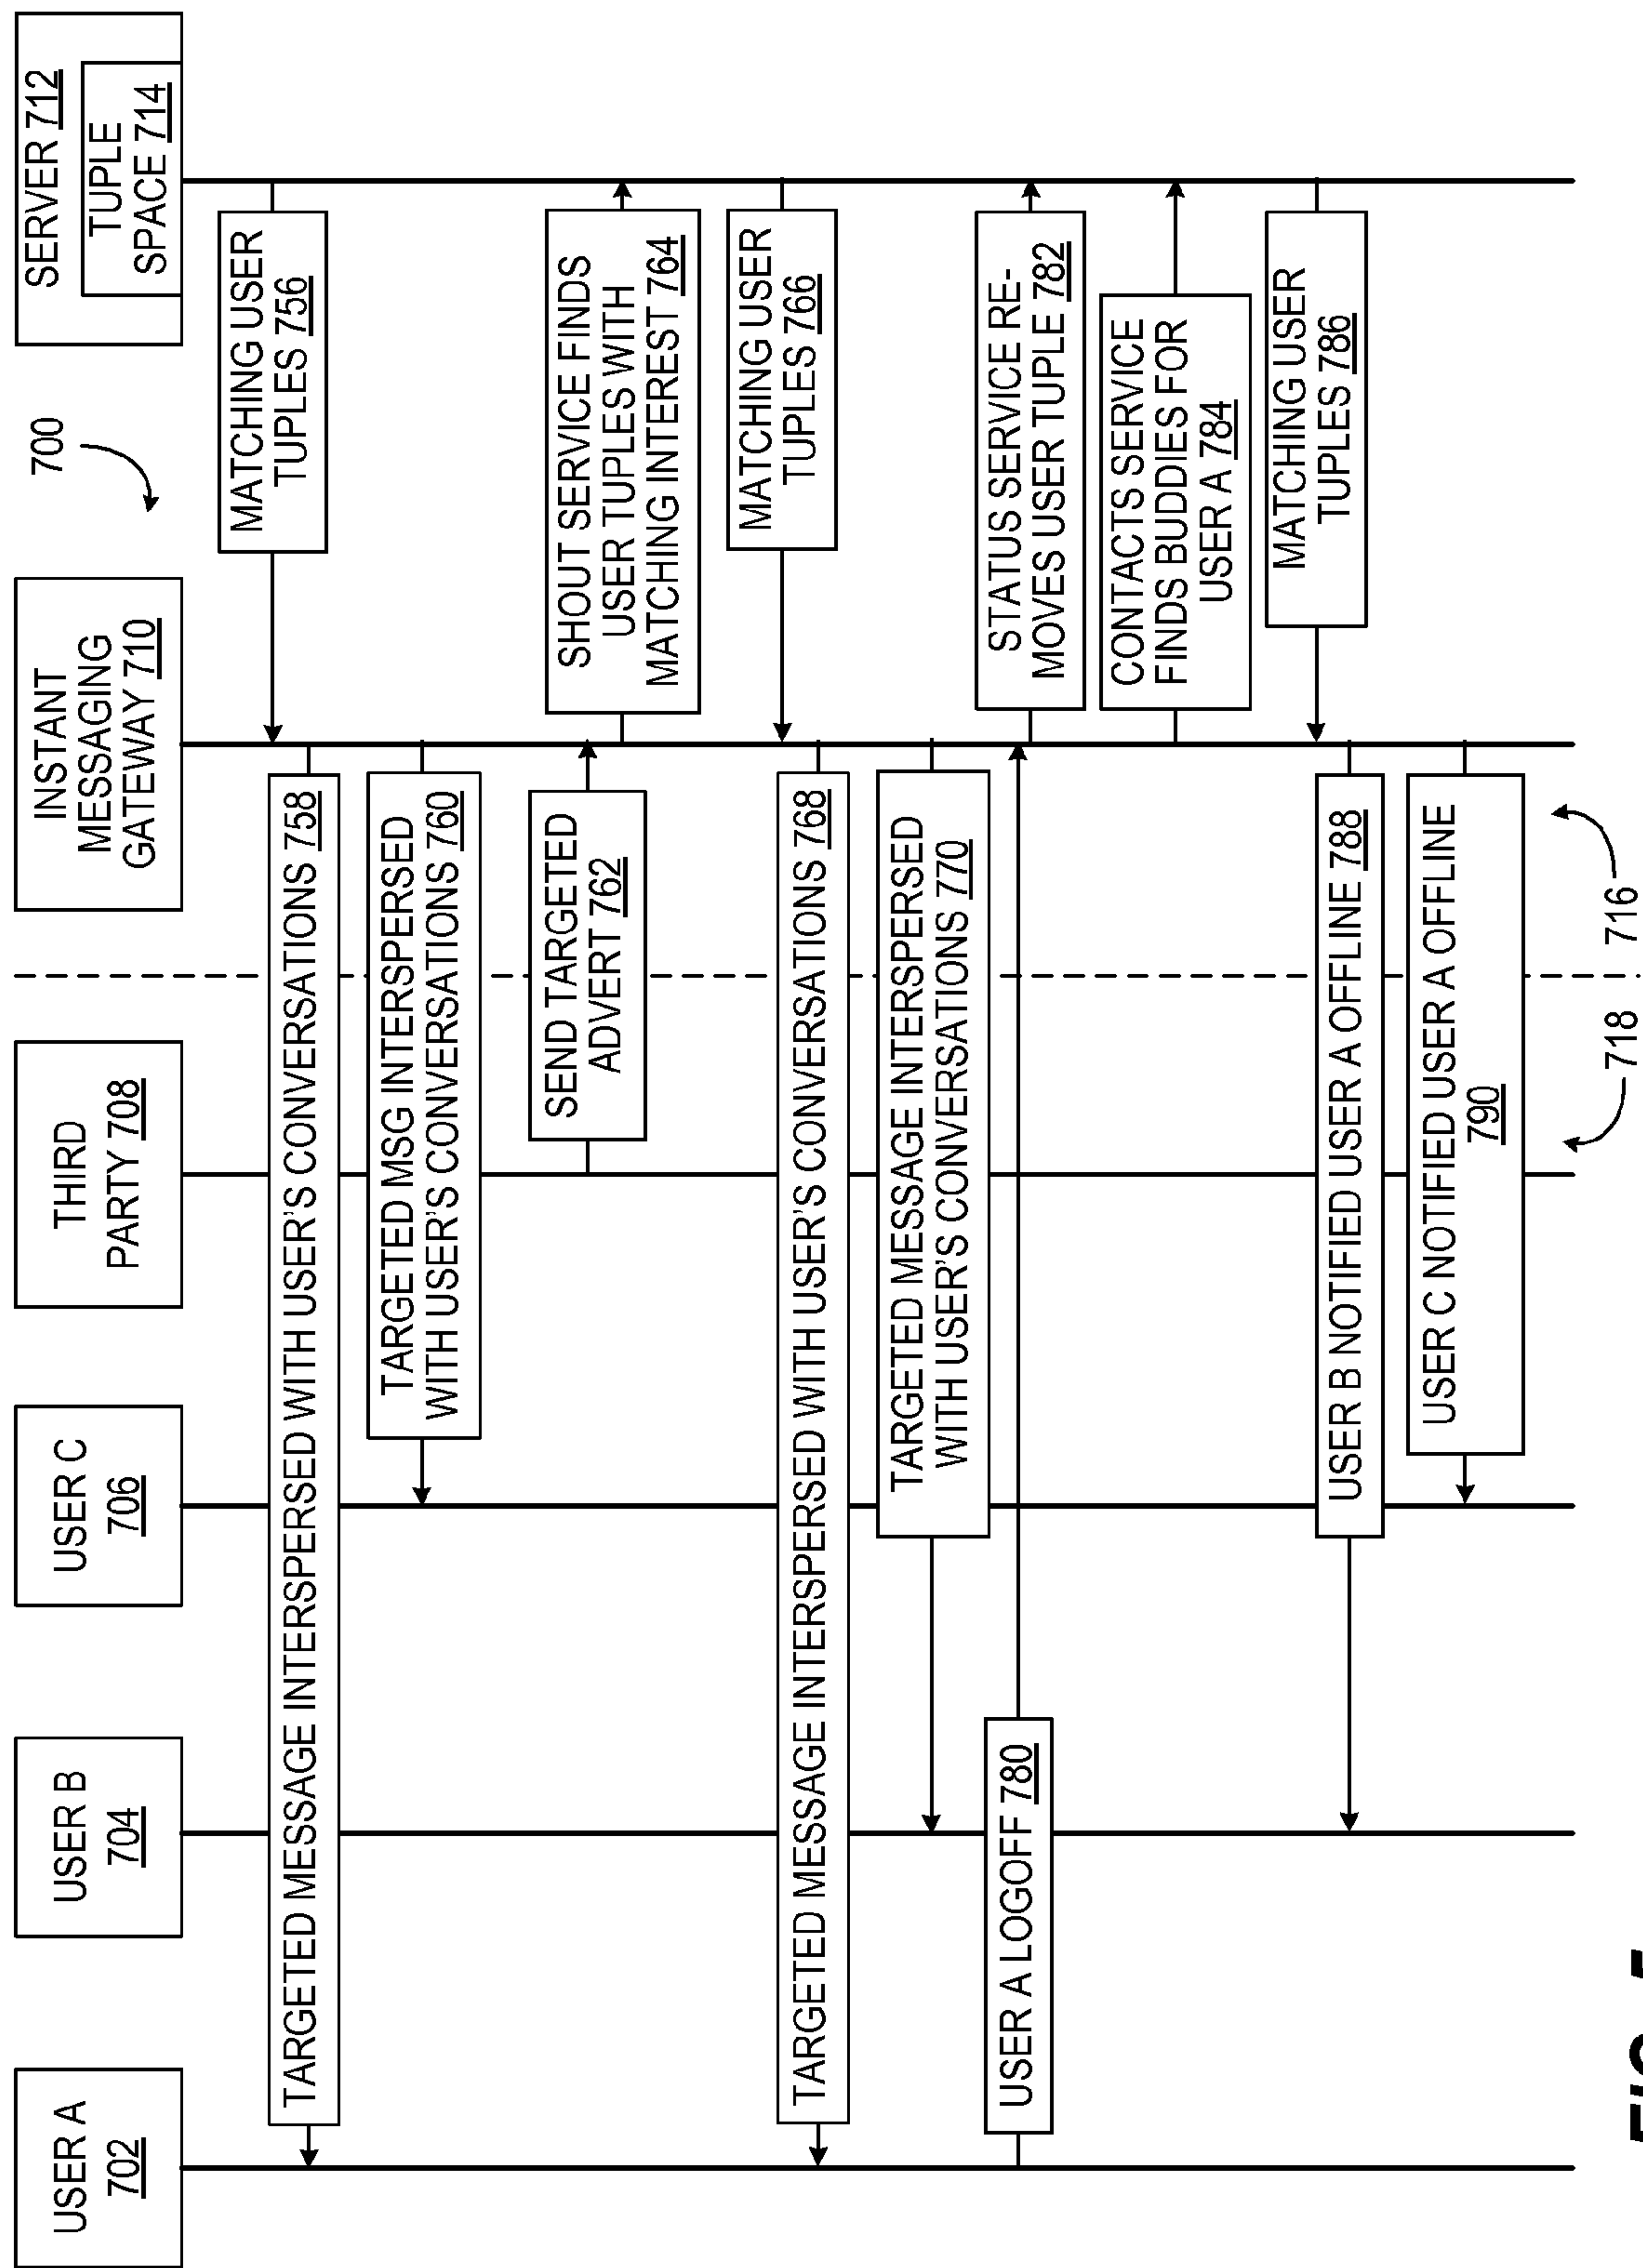 USER A
702
USER B
704
USER C
706
THIRD
PARTY 708
INSTANT
MESSAGING
GATEWAY 710
SERVER 712
TUPLE
SPACE 714
700
MATCHING USER
TUPLES 756
TARGETED MESSAGE INTERSPERSED WITH USER'S CONVERSATIONS 758
TARGETED MSG INTERSPERSED
WITH USER'S CONVERSATIONS 760
SEND TARGETED
ADVERT 762
SHOUT SERVICE FINDS
USER TUPLES WITH
MATCHING INTEREST 764
MATCHING USER
TUPLES 766
TARGETED MESSAGE INTERSPERSED WITH USER'S CONVERSATIONS 768
TARGETED MESSAGE INTERSPERSED
WITH USER'S CONVERSATIONS 770
USER A LOGOFF 780
STATUS SERVICE RE-
MOVES USER TUPLE 782
CONTACTS SERVICE
FINDS BUDDIES FOR
USER A 784
MATCHING USER
TUPLES 786
USER B NOTIFIED USER A OFFLINE 788
USER C NOTIFIED USER A OFFLINE
790
718
716